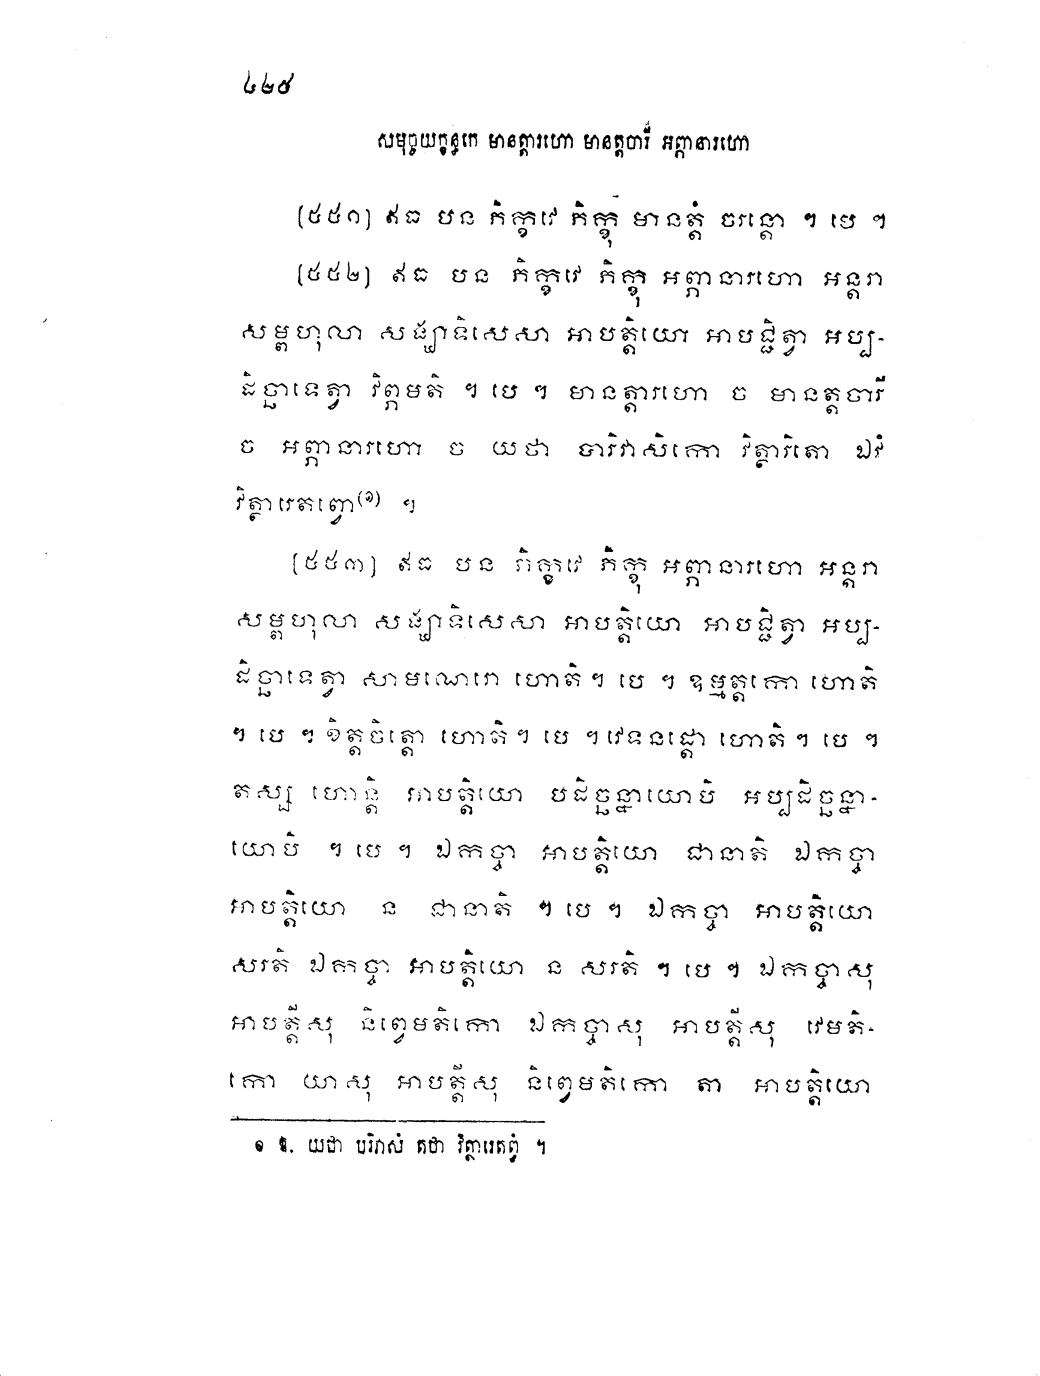 ៤២៩
សមុច្ចយក្ខន្ធកេ មានត្តារហោ មានត្តចារី អព្ភានារហោ
[៥៥១] ឥធ បន ភិក្ខវេ ភិក្ខុ មានត្តំ ចរន្តោ ។ បេ ។
[៥៥២] ឥធ បន ភិក្ខវេ ភិក្ខុ អព្ភានារហោ អន្តរា
សម្ពហុលា សង្ឃាទិសេសា អាបត្តិយោ អាបជ្ជិត្វា អប្ប-
ដិច្ឆាទេត្វា វិព្ភមតិ ។ បេ ។ មានត្តារហោ ច មានត្តចារី
ច អព្ភានារហោ ច យថា បារិវាសិកោ វិត្ថារិតោ ឯវំ
វិត្ថារេតព្វោ(១) ។
[៥៥៣] ឥធ បន ភិក្ខវេ ភិក្ខុ អព្ភានារហោ អន្តរា
សម្ពហុលា សង្ឃាទិសេសា អាបត្តិយោ អាបជ្ជិត្វា អប្ប-
ដិច្ឆាទេត្វា សាមណេរោ ហោតិ ។ បេ ។ ឧម្មត្តកោ ហោតិ
។ បេ ។ ខិត្តចិត្តោ ហោតិ ។ បេ ។ វេទនដ្តោ ហោតិ ។ បេ ។
តស្ស ហោន្តិ អាបត្តិយោ បដិច្ឆន្នាយោបិ អប្បដិច្ឆន្នា-
យោបិ ។ បេ ។ ឯកច្ចា អាបត្តិយោ ជានាតិ ឯកច្ចា
អាបត្តិយោ ន ជានាតិ ។ បេ ។ ឯកច្ចា អាបត្តិយោ
សរតិ ឯកច្ចា អាបត្តិយោ ន សរតិ ។ បេ ។ ឯកច្ចាសុ
អាបត្តីសុ និព្វេមតិកោ ឯកច្ចាសុ អាបត្តីសុ វេមតិ-
កោ យាសុ អាបត្តីសុ និព្វេមតិកោ តា អាបត្តិយោ
១ ឱ. យថា បរិវាសំ តថា វិត្ថារេតព្វំ ។